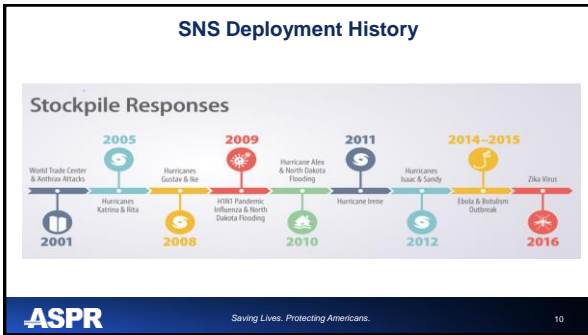 SNS Deployment History
Stockpile Responses
World Trade Center
& Anthrax Attacks
2001
2005
Hurricanes
Katrina & Rita
Hurricanes
Gustav & Ike
2008
2009
H1N1 Pandemic
Influenza & North
Dakota Flooding
Hurricane Alex
& North Dakota
Flooding
2010
2011
Hurricane Irene
Hurricanes
Isaac & Sandy
2012
2014–2015
Ebola & Botulism
Outbreak
Zika Virus
2016
ASPR
Saving Lives. Protecting Americans.
10